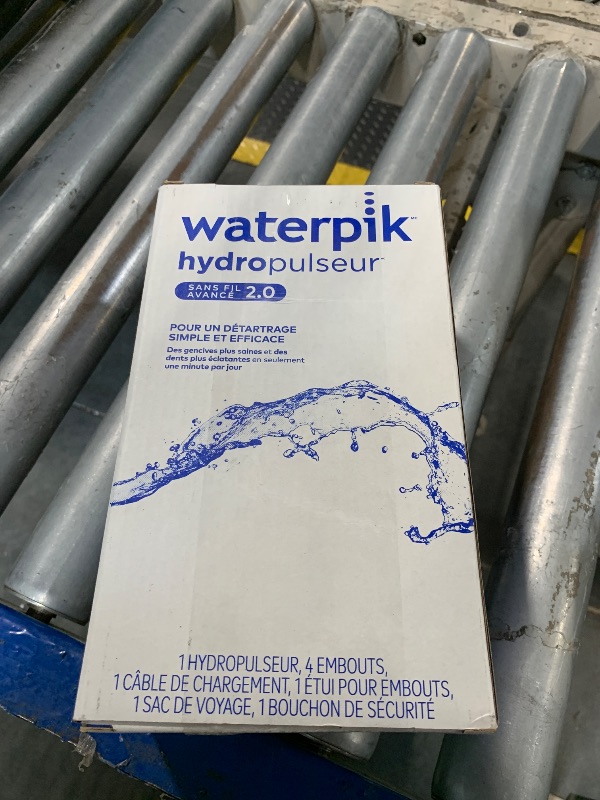 waterpik MC
hydropulseur
SANS FIL
AVANCÉ 2.0
POUR UN DÉTARTRAGE
SIMPLE ET EFFICACE
Des gencives plus saines et des
dents plus éclatantes en seulement
une minute par jour
1 HYDROPULSEUR, 4 EMBOUTS,
1 CÂBLE DE CHARGEMENT, 1 ÉTUI POUR EMBOUTS,
1 SAC DE VOYAGE, 1 BOUCHON DE SÉCURITÉ